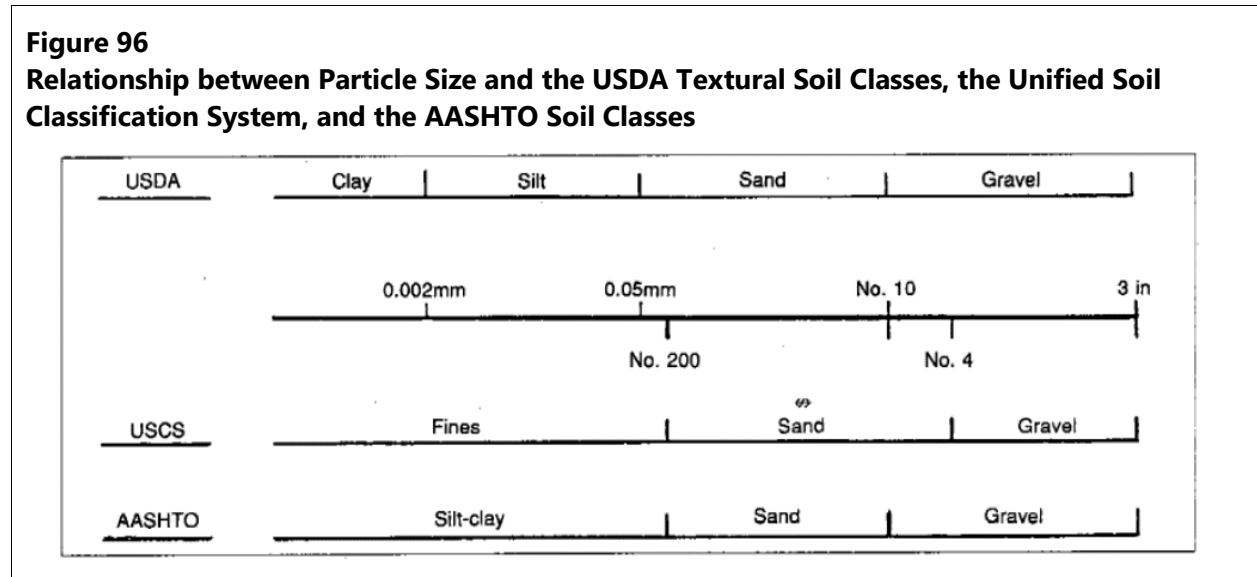 Figure 96
Relationship between Particle Size and the USDA Textural Soil Classes, the Unified Soil
Classification System, and the AASHTO Soil Classes
USDA Clay Silt Sand Gravel
0.002mm 0.05mm No. 10 3 in
No. 200 No. 4
USCS Fines Sand Gravel
AASHTO Silt-clay Sand Gravel